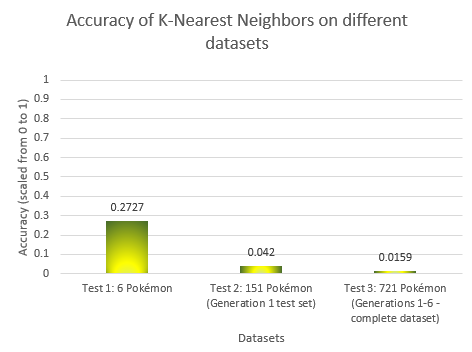 Accuracy of K-Nearest Neighbors on different
datasets
Accuracy (scaled from 0 to 1)
1
0.9
0.8
0.7
0.6
0.5
0.4
0.3
0.2
0.1
0
0.2727
0.042
0.0159
Test 1: 6 Pokémon
Test 2: 151 Pokémon
(Generation 1 test set)
Test 3: 721 Pokémon
(Generations 1-6 -
complete dataset)
Datasets